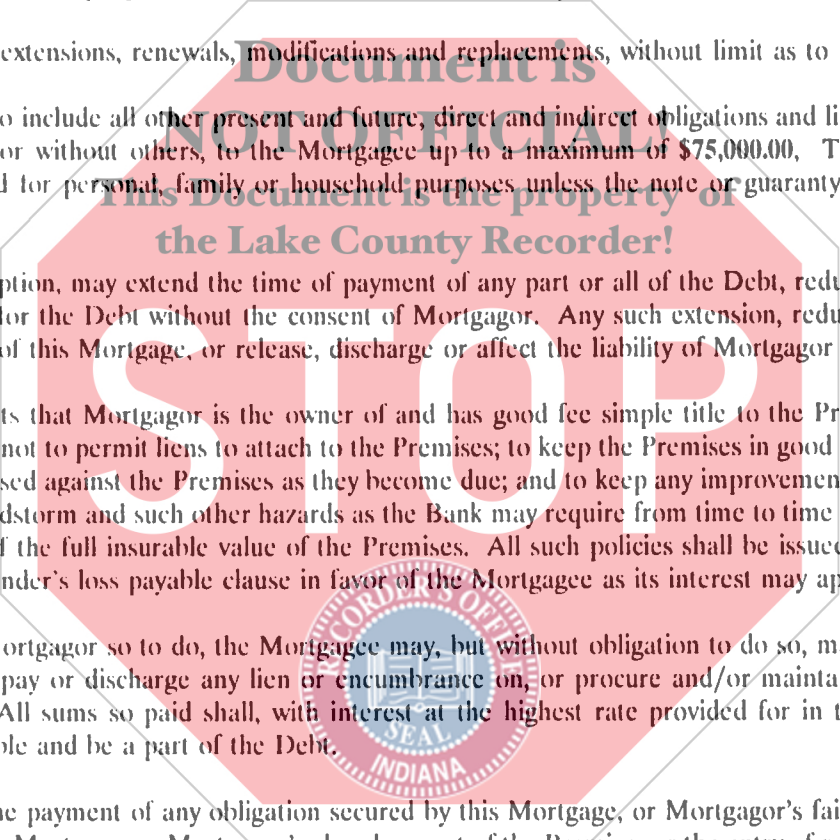 extensions, renewals, modifications and replacements, without limit as to
Document is
o include all other present and future, direct and indirect obligations and li
NOT OFFICIAL!
or without others, to the Mortgagee up to a maximum of $75,000.00, T
d for personal, family or household purposes unless the note or guaranty
This Document is the property of
the Lake County Recorder!
ption, may extend the time of payment of any part or all of the Debt, redu
for the Debt without the consent of Mortgagor. Any such extension, redu
of this Mortgage, or release, discharge or affect the liability of Mortgagor
STOP
ts that Mortgagor is the owner of and has good fee simple title to the Pr
not to permit liens to attach to the Premises; to keep the Premises in good
sed against the Premises as they become due; and to keep any improvemen
dstorm and such other hazards as the Bank may require from time to time
f the full insurable value of the Premises. All such policies shall be issue
nder's loss payable clause in favor of the Mortgagee as its interest may ap
RECORDER'S OFFICE
ortgagor so to do, the Mortgagee may, but without obligation to do so, m
pay or discharge any lien or encumbrance on, or procure and/or mainta
All sums so paid shall, with interest at the highest rate provided for in t
SEAL
ole and be a part of the Debt.
INDIANA
he payment of any obligation secured by this Mortgage, or Mortgagor's fai